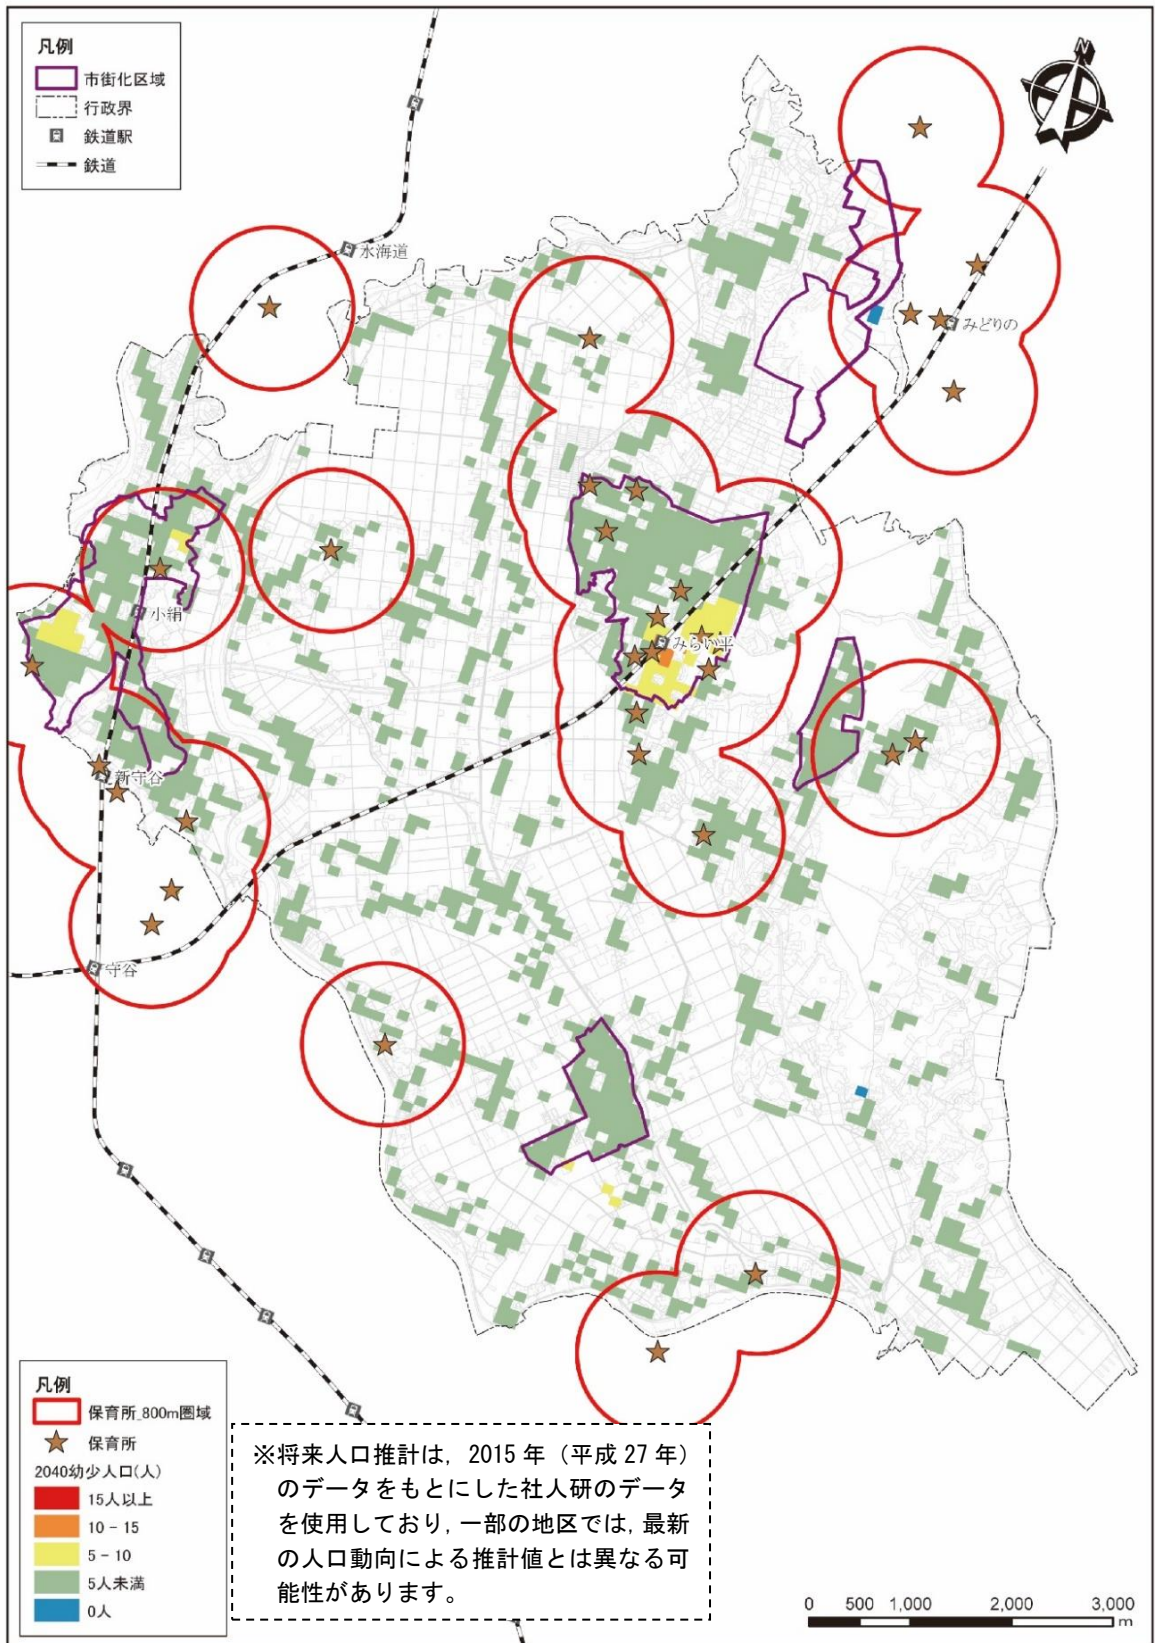 凡例
市街化区域
行政界
鉄道駅
鉄道
N
水海道
みどりの
小絹
みらい平
新守谷
守谷
凡例
保育所_800m圏域
保育所
2040幼少人口(人)
15人以上
10 - 15
5 - 10
5人未満
0人
※将来人口推計は, 2015 年（平成 27 年）
のデータをもとにした社人研のデータ
を使用しており, 一部の地区では, 最新
の人口動向による推計値とは異なる可
能性があります。
0 500 1,000 2,000 3,000
m